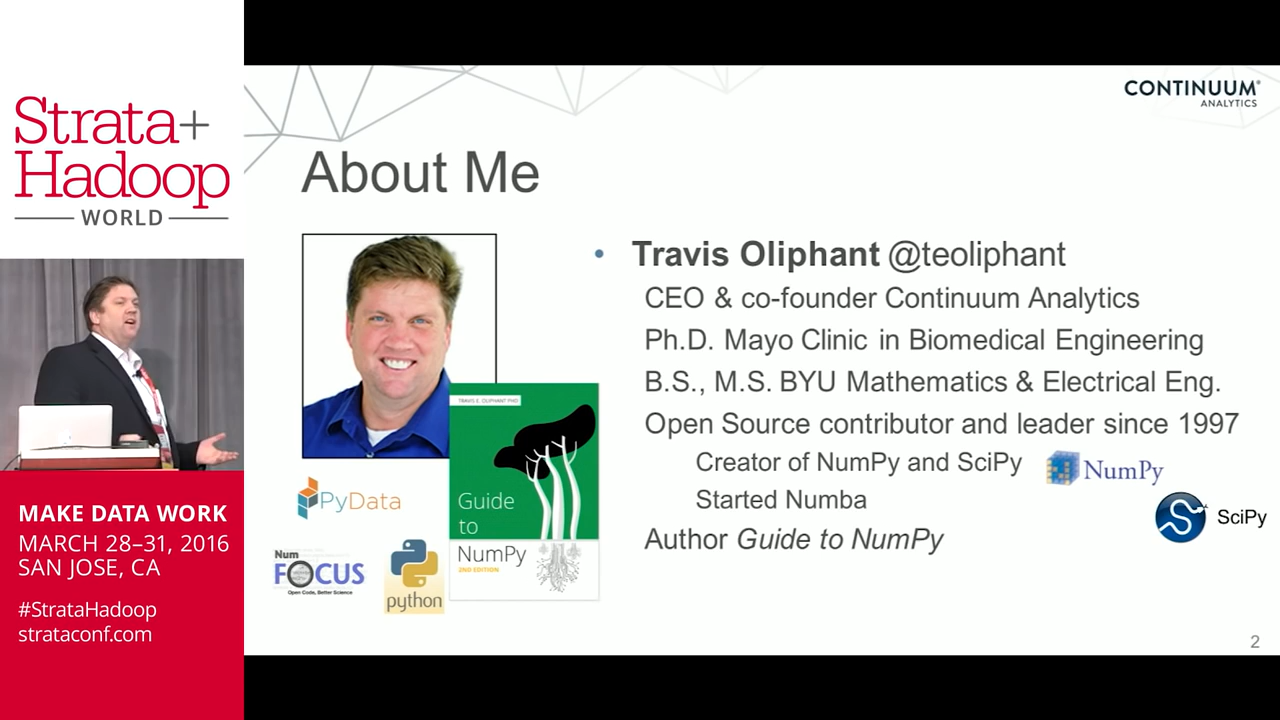 Strata+
Hadoop
WORLD
MAKE DATA WORK
MARCH 28–31, 2016
SAN JOSE, CA
#StrataHadoop
strataconf.com
CONTINUUM®
ANALYTICS
About Me
TRAVIS E. OLIPHANT PHD
Guide
to
NumPy
2ND EDITION
PyData
Num
FOCUS
Open Code, Better Science
python
• Travis Oliphant @teoliphant
CEO & co-founder Continuum Analytics
Ph.D. Mayo Clinic in Biomedical Engineering
B.S., M.S. BYU Mathematics & Electrical Eng.
Open Source contributor and leader since 1997
Creator of NumPy and SciPy
NumPy
Started Numba
SciPy
Author Guide to NumPy
2